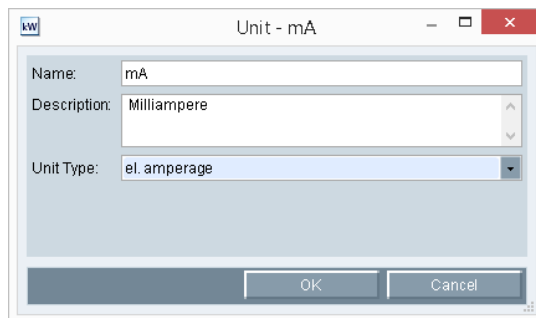 kW
Unit - mA
Name: mA
Description: Milliampere
Unit Type: el. amperage
OK Cancel